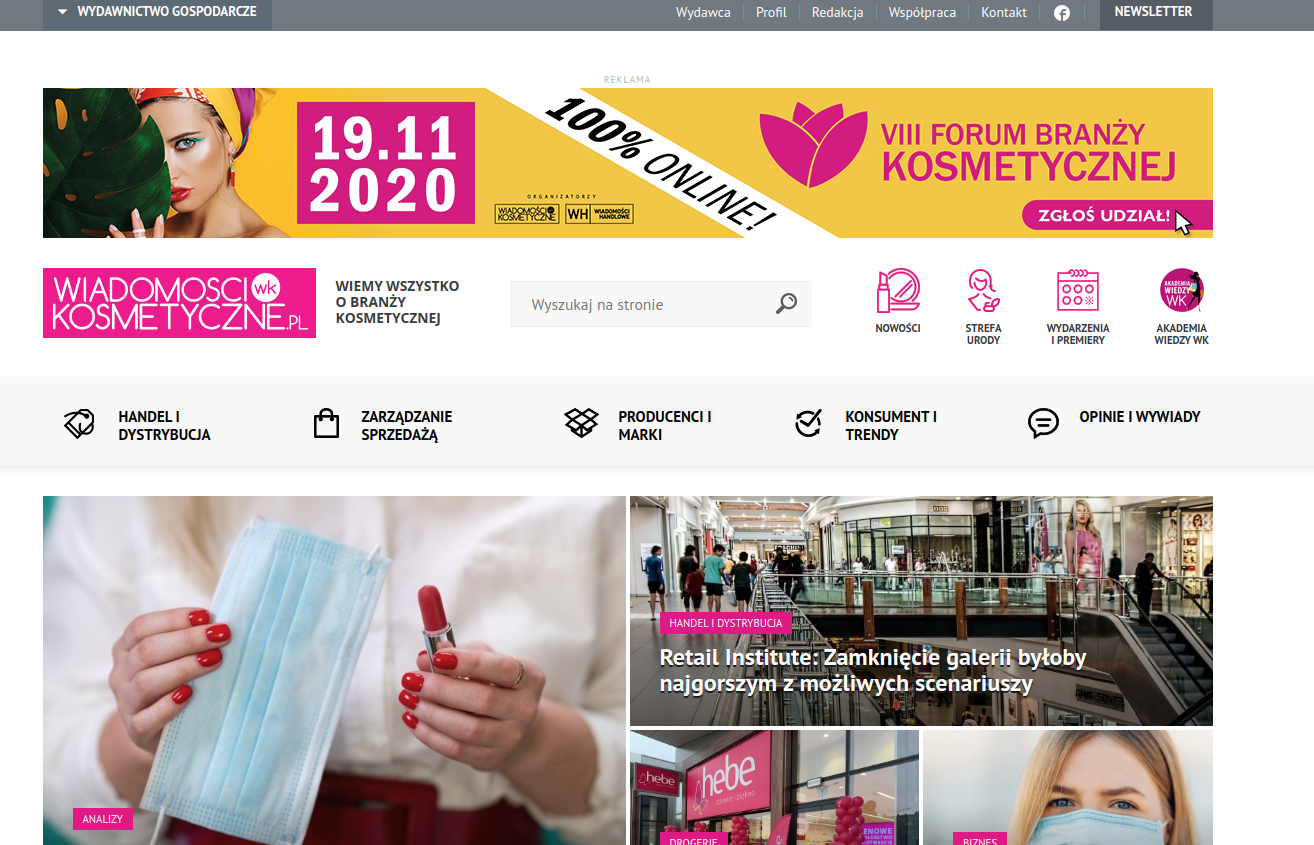 WYDAWNICTWO GOSPODARCZE
Wydawca
Profil
Redakcja
Współpraca
Kontakt
NEWSLETTER
REKLAMA
19.11
2020
100% ONLINE!
ORGANIZATORZY
WIADOMOŚCI
KOSMETYCZNE
WH
WIADOMOŚCI
HANDLOWE
VIII FORUM BRANŻY
KOSMETYCZNEJ
ZGŁOŚ UDZIAŁ!
WIADOMOSCI wk
KOSMETYCZNE.PL
WIEMY WSZYSTKO
O BRANŻY
KOSMETYCZNEJ
Wyszukaj na stronie
NOWOŚCI
STREFA
URODY
WYDARZENIA
I PREMIERY
AKADEMIA
WIEDZY
WK
AKADEMIA
WIEDZY WK
HANDEL I
DYSTRYBUCJA
ZARZĄDZANIE
SPRZEDAŻĄ
PRODUCENCI I
MARKI
KONSUMENT I
TRENDY
OPINIE I WYWIADY
ANALIZY
HANDEL I DYSTRYBUCJA
Retail Institute: Zamknięcie galerii byłoby
najgorszym z możliwych scenariuszy
hebe
hebe
zdrowie i piękno
DROGERIE
BIZNES